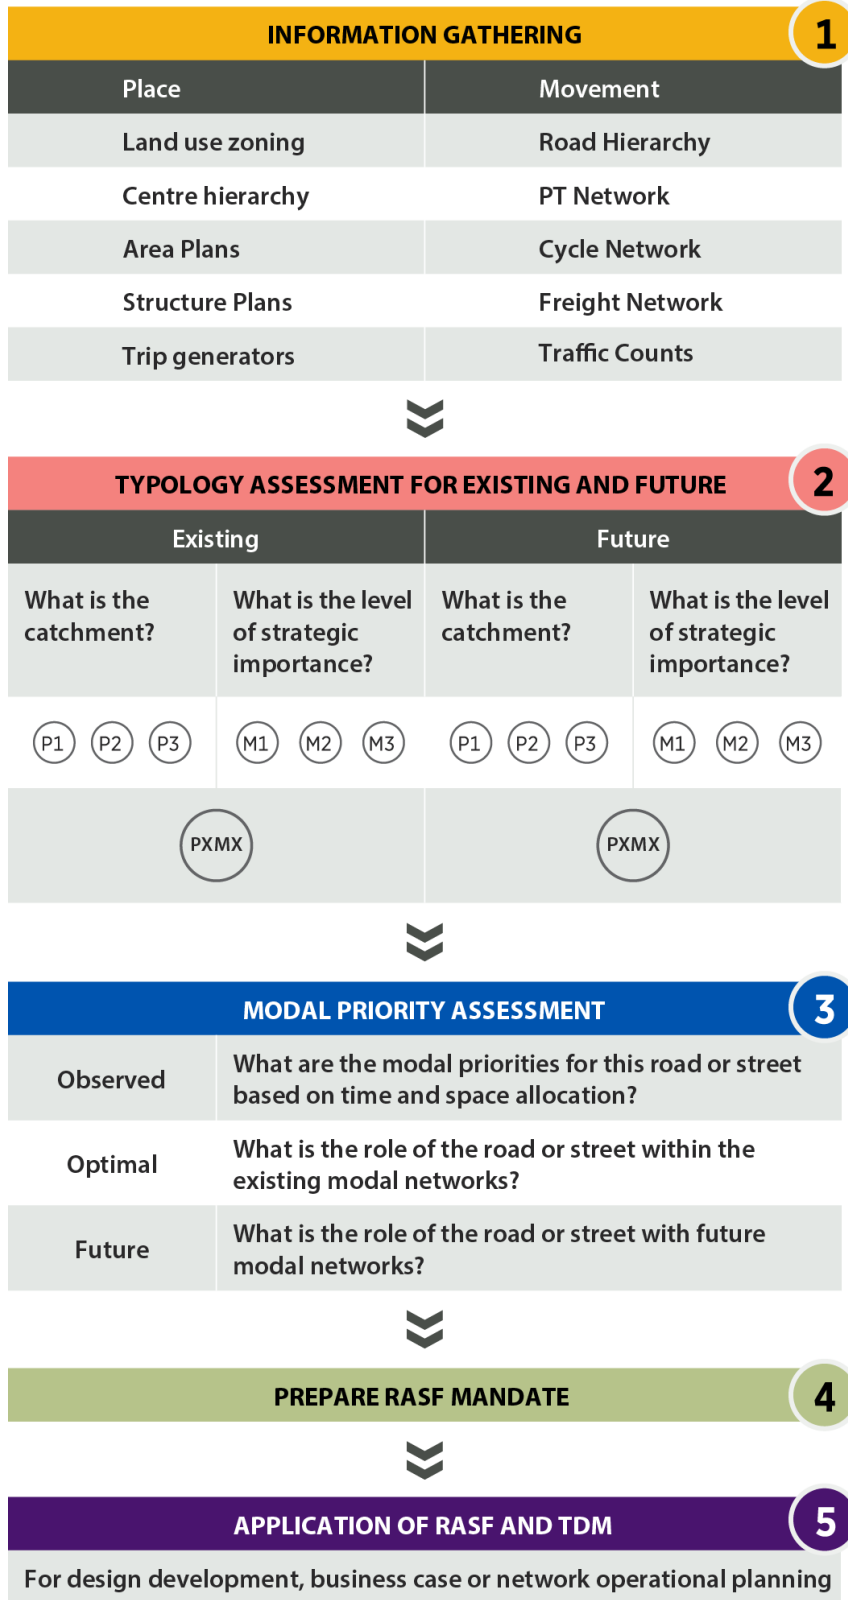 INFORMATION GATHERING
1
Place
Movement
Land use zoning
Road Hierarchy
Centre hierarchy
PT Network
Area Plans
Cycle Network
Structure Plans
Freight Network
Trip generators
Traffic Counts
TYPOLOGY ASSESSMENT FOR EXISTING AND FUTURE
2
Existing
Future
What is the
catchment?
What is the level
of strategic
importance?
What is the
catchment?
What is the level
of strategic
importance?
P1
P2
P3
M1
M2
M3
P1
P2
P3
M1
M2
M3
PXMX
PXMX
MODAL PRIORITY ASSESSMENT
3
Observed
What are the modal priorities for this road or street
based on time and space allocation?
Optimal
What is the role of the road or street within the
existing modal networks?
Future
What is the role of the road or street with future
modal networks?
PREPARE RASF MANDATE
4
APPLICATION OF RASF AND TDM
5
For design development, business case or network operational planning